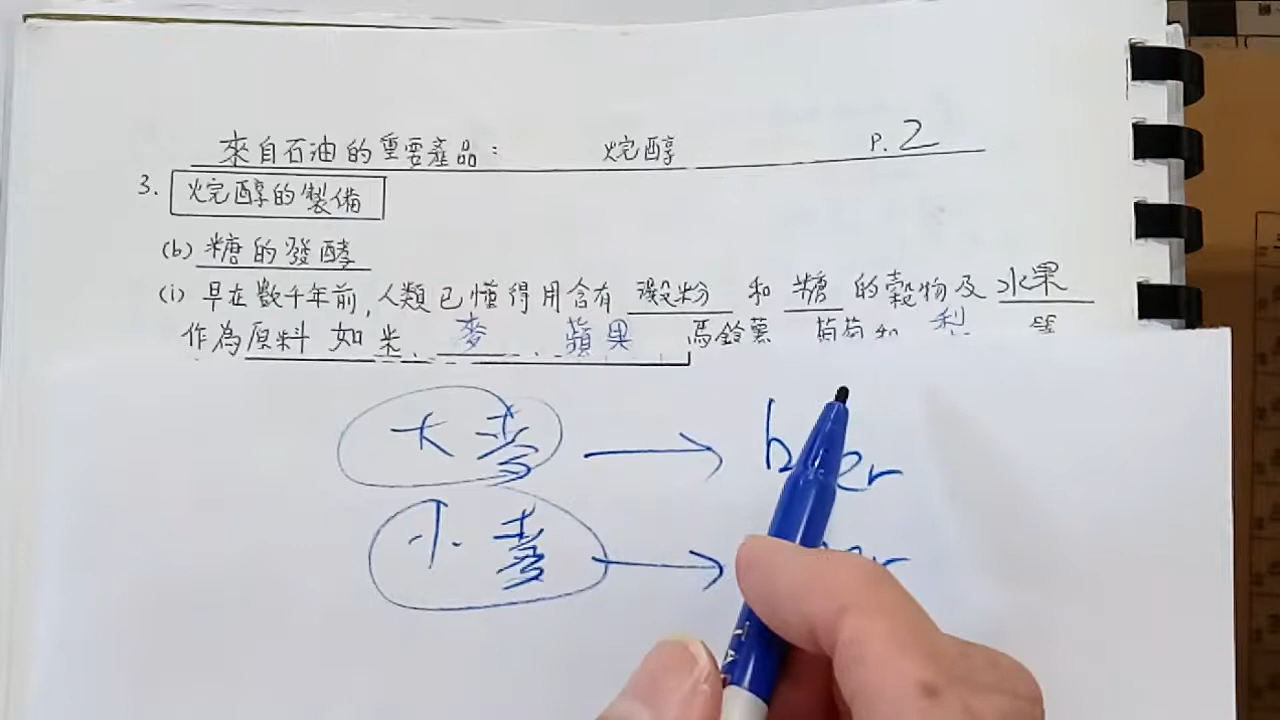 來自石油的重要產品： 烷醇 P.2
3. 烷醇的製備
(b) 糖的發酵
(i) 早在數千年前,人類已懂得用含有 澱粉 和 糖 的穀物及 水果
作為原料 如 米、麥、蘋果 馬鈴薯 葡萄和 梨 等
大麥 → beer
小麥 →